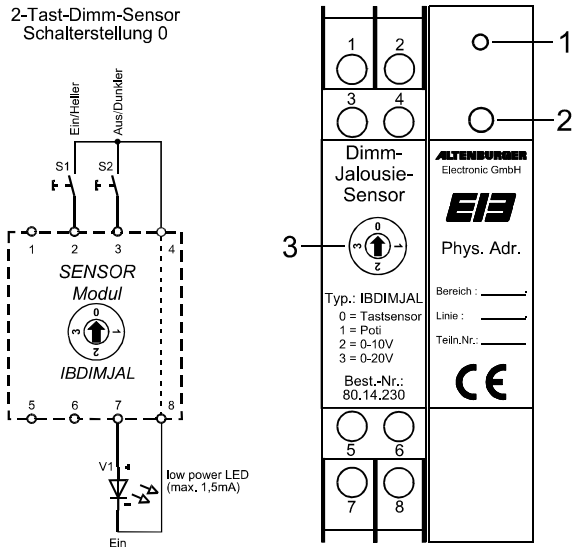 2-Tast-Dimm-Sensor
Schalterstellung 0
Ein/Heller
Aus/Dunkler
S1
S2
1
2
3
4
SENSOR
Modul
0
1
2
3
IBDIMJAL
5
6
7
8
V1
low power LED
(max. 1,5mA)
Ein
1
2
3
4
Dimm-
Jalousie-
Sensor
3
0
1
2
3
Typ.: IBDIMJAL
0 = Tastsensor
1 = Poti
2 = 0-10V
3 = 0-20V
Best.-Nr.:
80.14.230
5
6
7
8
1
2
ALTENBURGER
Electronic GmbH
EIB
Phys. Adr.
Bereich :
Linie :
Teiln.Nr.:
CE